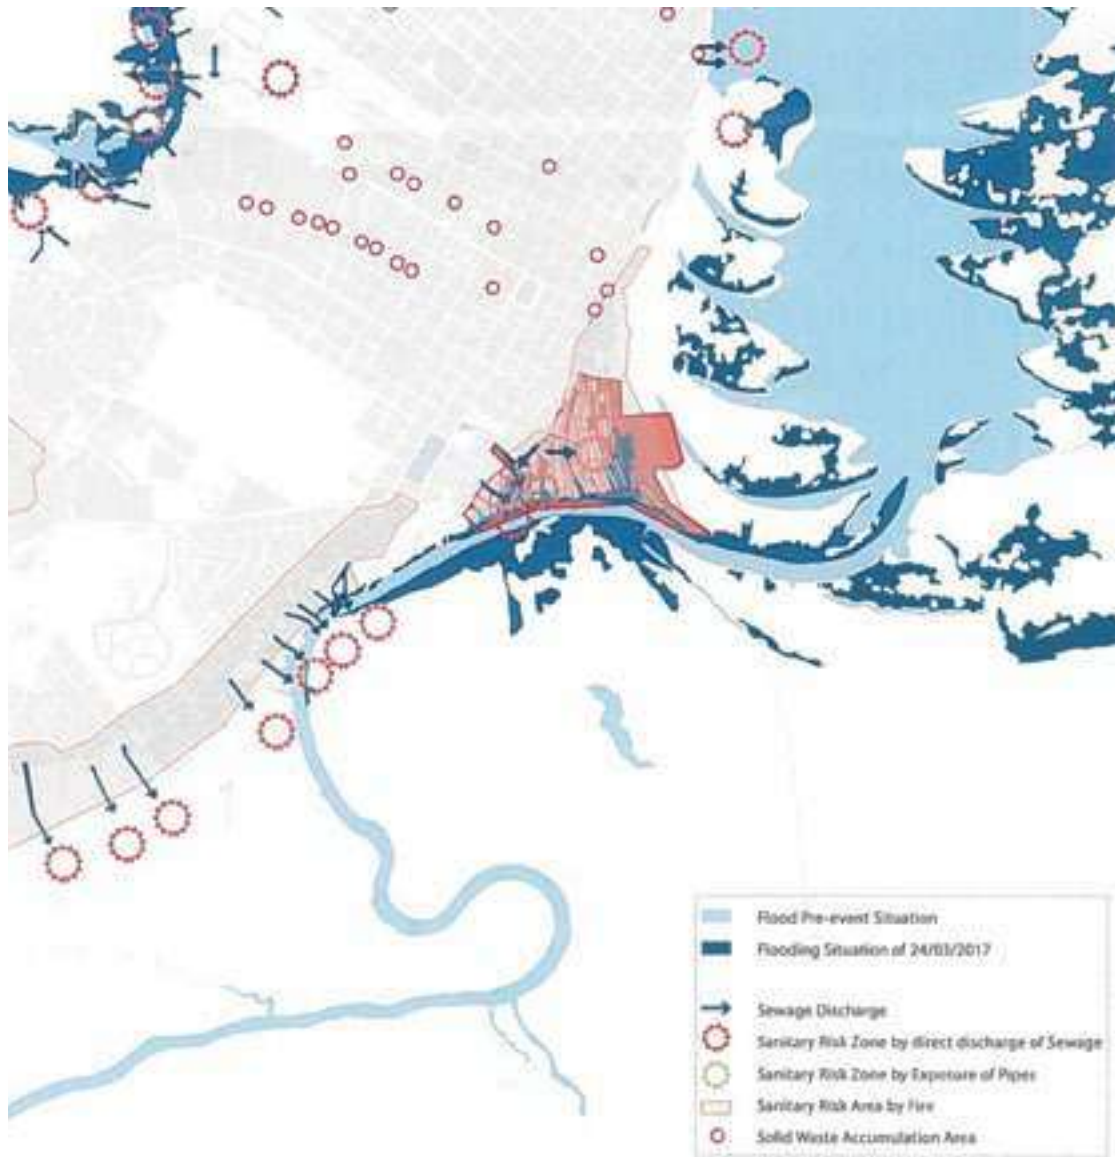 Flood Pre-event Situation
Flooding Situation of 24/03/2017
Sewage Discharge
Sanitary Risk Zone by direct discharge of Sewage
Sanitary Risk Zone by Exposure of Pipes
Sanitary Risk Area by Fire
Solid Waste Accumulation Area